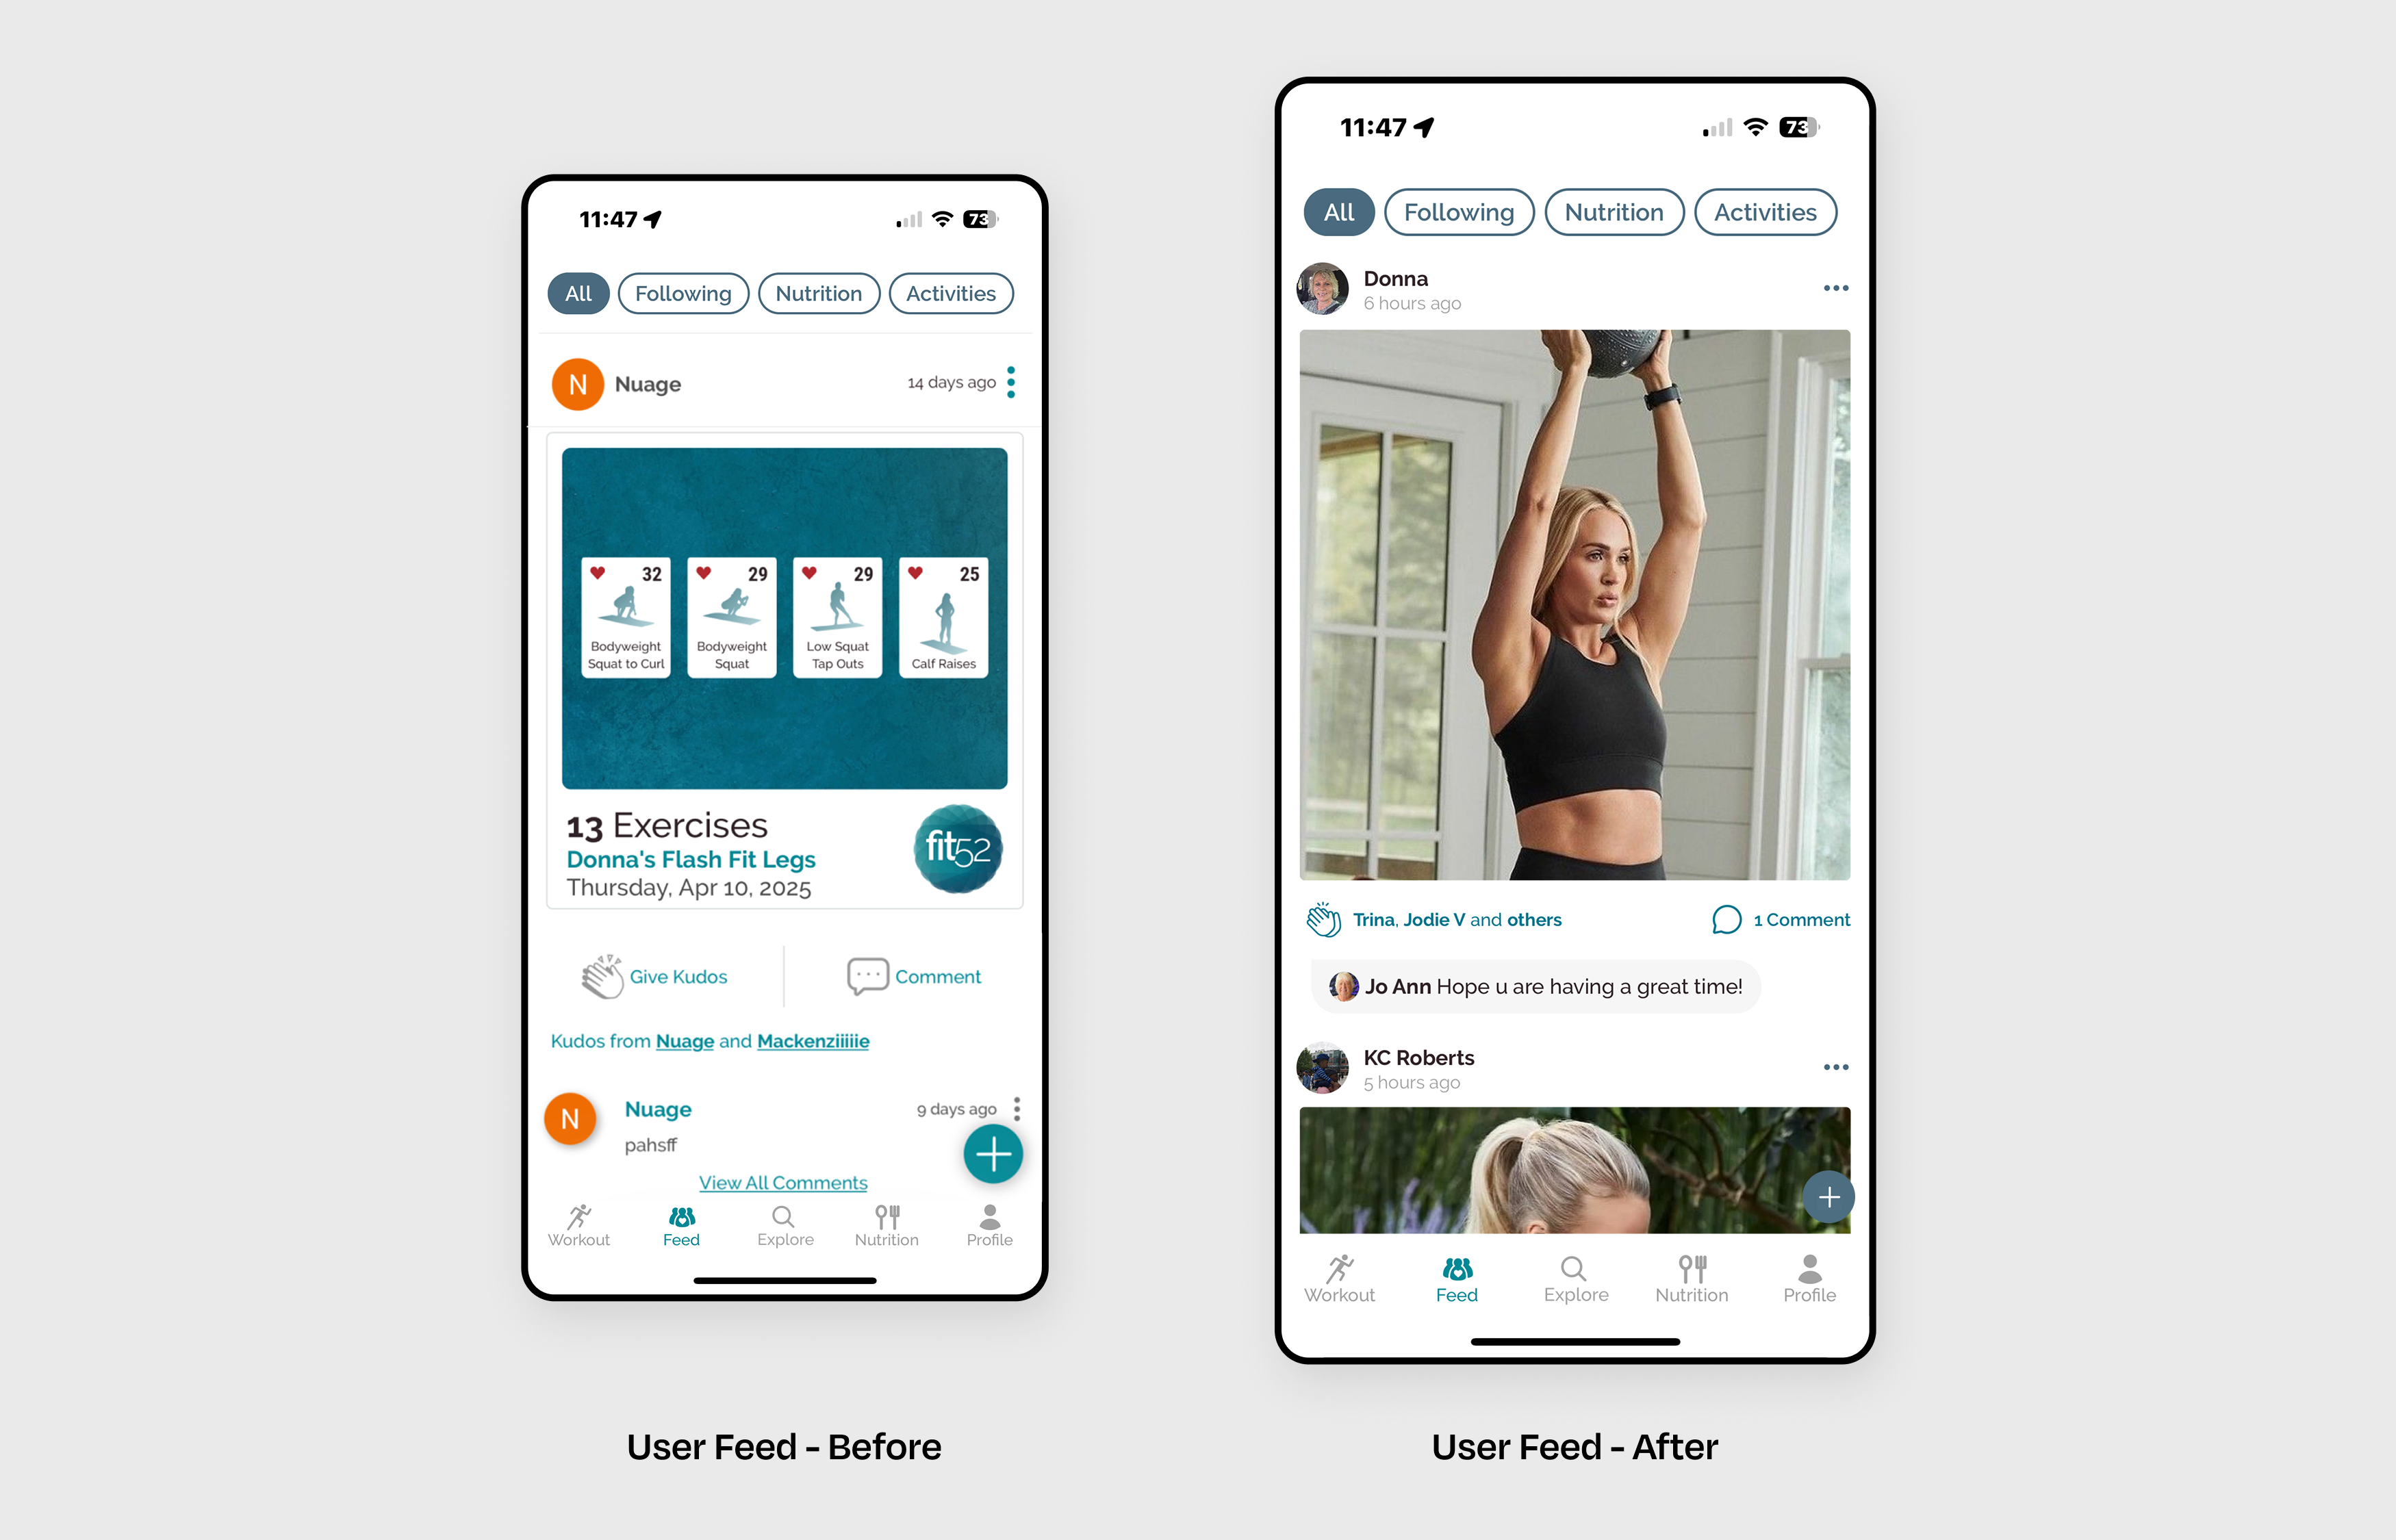 11:47
73
All Following Nutrition Activities
N Nuage 14 days ago
32 29 29 25
Bodyweight Squat to Curl
Bodyweight Squat
Low Squat Tap Outs
Calf Raises
13 Exercises
Donna's Flash Fit Legs
Thursday, Apr 10, 2025
fit52
Give Kudos Comment
Kudos from Nuage and Mackenziiiiie
N Nuage 9 days ago
pahsff
View All Comments
Workout Feed Explore Nutrition Profile
User Feed - Before
11:47
73
All Following Nutrition Activities
Donna
6 hours ago
Trina, Jodie V and others 1 Comment
Jo Ann Hope u are having a great time!
KC Roberts
5 hours ago
Workout Feed Explore Nutrition Profile
User Feed - After